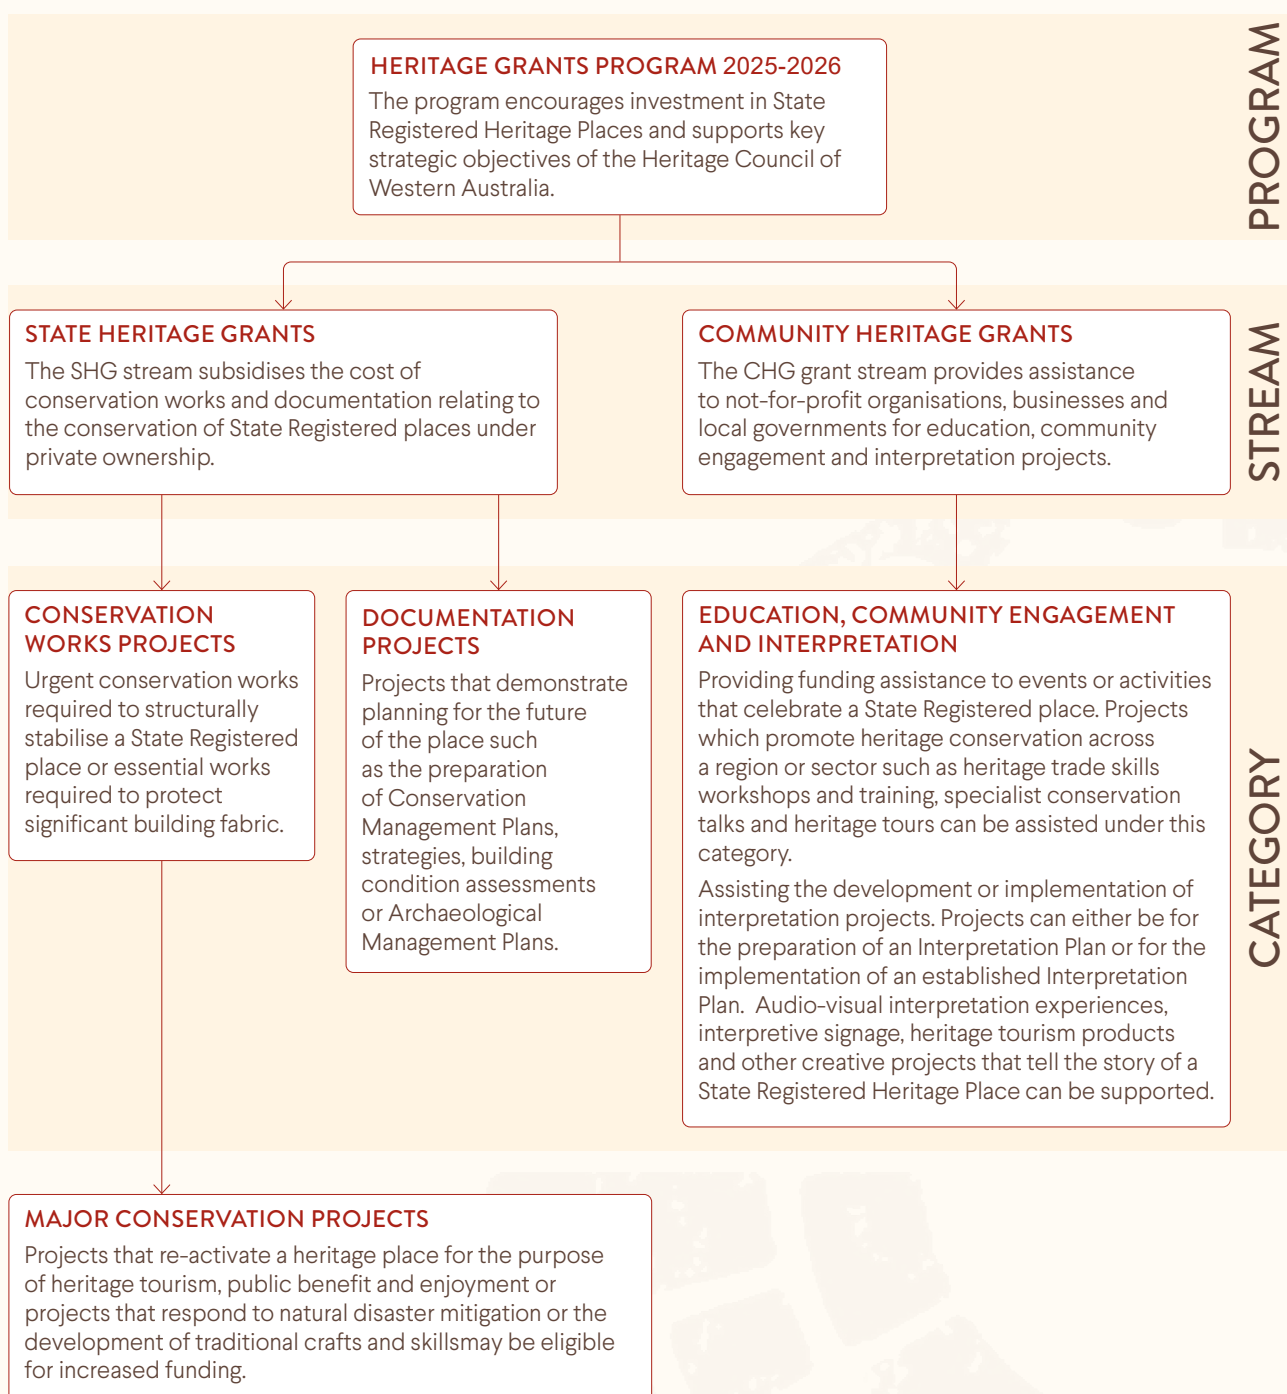 HERITAGE GRANTS PROGRAM 2025-2026
The program encourages investment in State
Registered Heritage Places and supports key
strategic objectives of the Heritage Council of
Western Australia.
PROGRAM
STATE HERITAGE GRANTS
The SHG stream subsidises the cost of
conservation works and documentation relating to
the conservation of State Registered places under
private ownership.
COMMUNITY HERITAGE GRANTS
The CHG grant stream provides assistance
to not-for-profit organisations, businesses and
local governments for education, community
engagement and interpretation projects.
STREAM
CONSERVATION
WORKS PROJECTS
Urgent conservation works
required to structurally
stabilise a State Registered
place or essential works
required to protect
significant building fabric.
DOCUMENTATION
PROJECTS
Projects that demonstrate
planning for the future
of the place such
as the preparation
of Conservation
Management Plans,
strategies, building
condition assessments
or Archaeological
Management Plans.
EDUCATION, COMMUNITY ENGAGEMENT
AND INTERPRETATION
Providing funding assistance to events or activities
that celebrate a State Registered place. Projects
which promote heritage conservation across
a region or sector such as heritage trade skills
workshops and training, specialist conservation
talks and heritage tours can be assisted under this
category.
Assisting the development or implementation of
interpretation projects. Projects can either be for
the preparation of an Interpretation Plan or for the
implementation of an established Interpretation
Plan.  Audio-visual interpretation experiences,
interpretive signage, heritage tourism products
and other creative projects that tell the story of a
State Registered Heritage Place can be supported.
CATEGORY
MAJOR CONSERVATION PROJECTS
Projects that re-activate a heritage place for the purpose
of heritage tourism, public benefit and enjoyment or
projects that respond to natural disaster mitigation or the
development of traditional crafts and skillsmay be eligible
for increased funding.